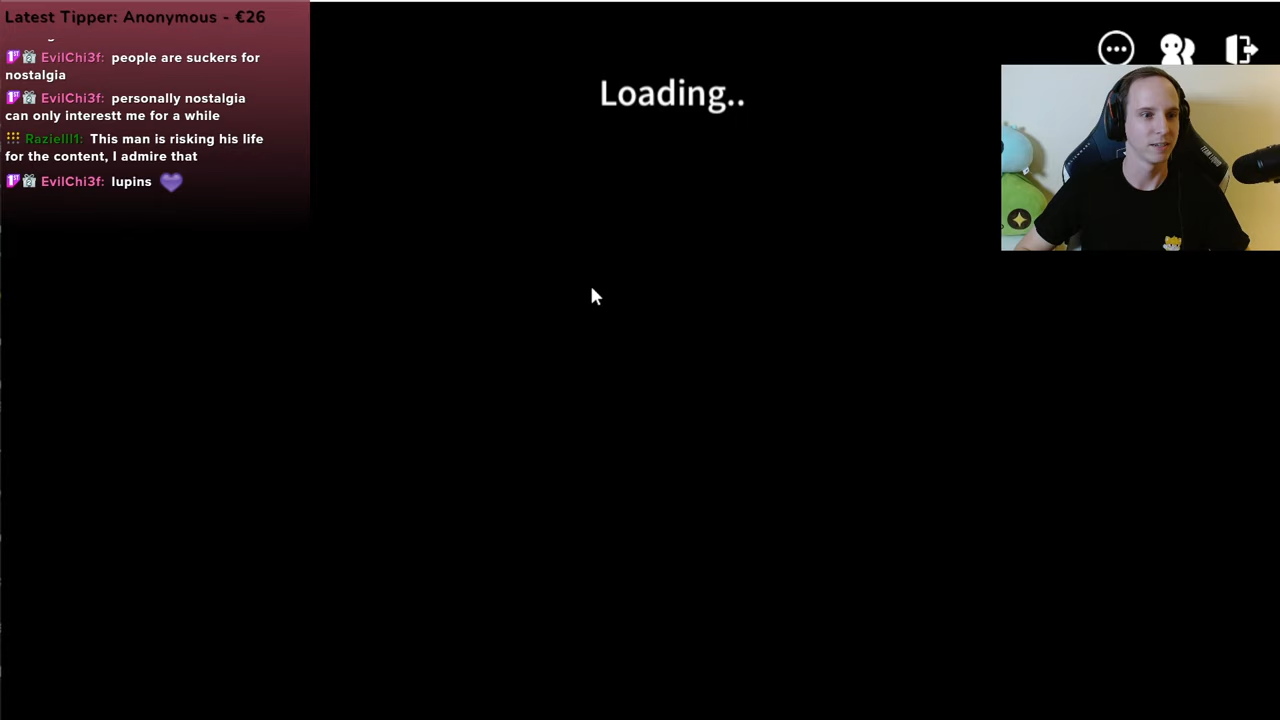 Latest Tipper: Anonymous - €26
EvilChi3f: people are suckers for
nostalgia
EvilChi3f: personally nostalgia
can only interestt me for a while
Razielll1: This man is risking his life
for the content, I admire that
EvilChi3f: lupins
Loading..